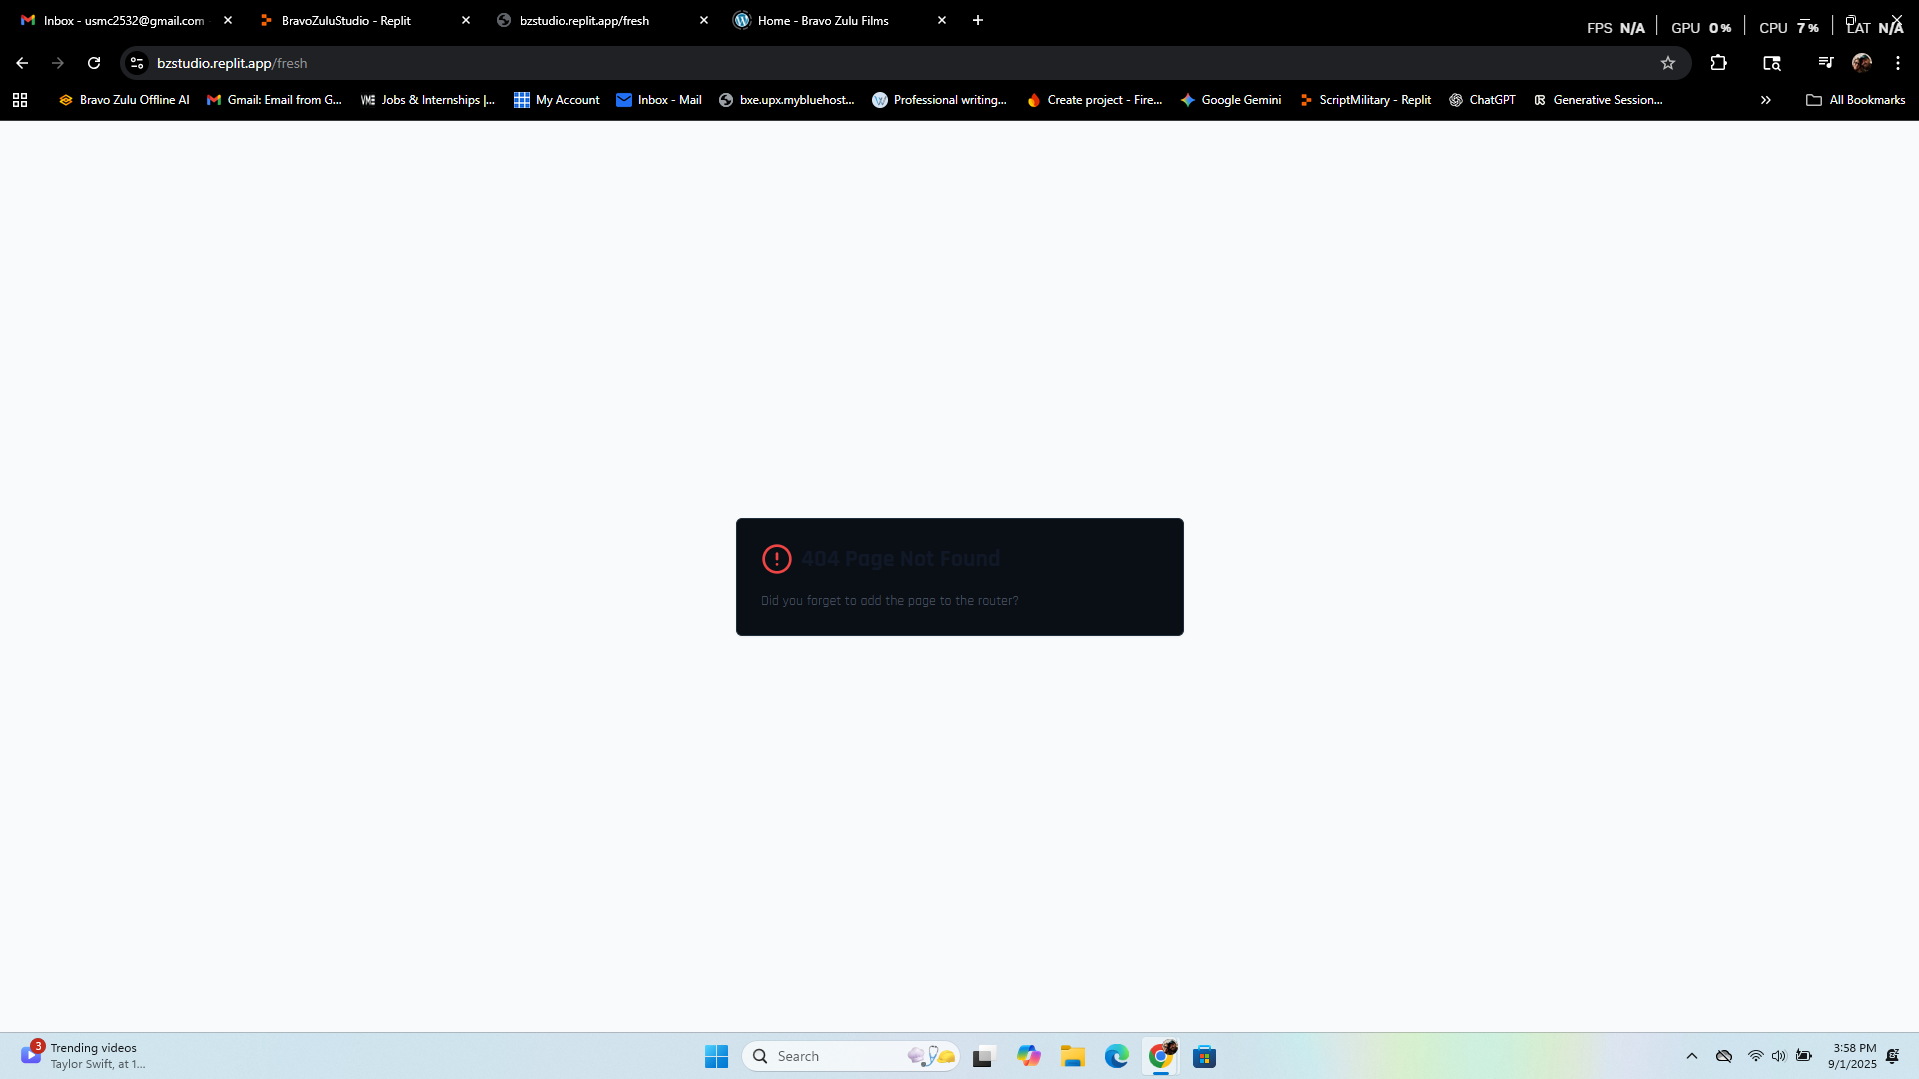 Inbox - usmc2532@gmail.com
BravoZuluStudio - Replit
bzstudio.replit.app/fresh
Home - Bravo Zulu Films
FPS N/A GPU 0% CPU 7% LAT N/A
bzstudio.replit.app/fresh
Bravo Zulu Offline AI
Gmail: Email from G...
VME Jobs & Internships |...
My Account
Inbox - Mail
bxe.upx.mybluehost...
Professional writing...
Create project - Fire...
Google Gemini
ScriptMilitary - Replit
ChatGPT
Generative Session...
All Bookmarks
404 Page Not Found
Did you forget to add the page to the router?
3
Trending videos
Taylor Swift, at 1...
Search
3:58 PM
9/1/2025